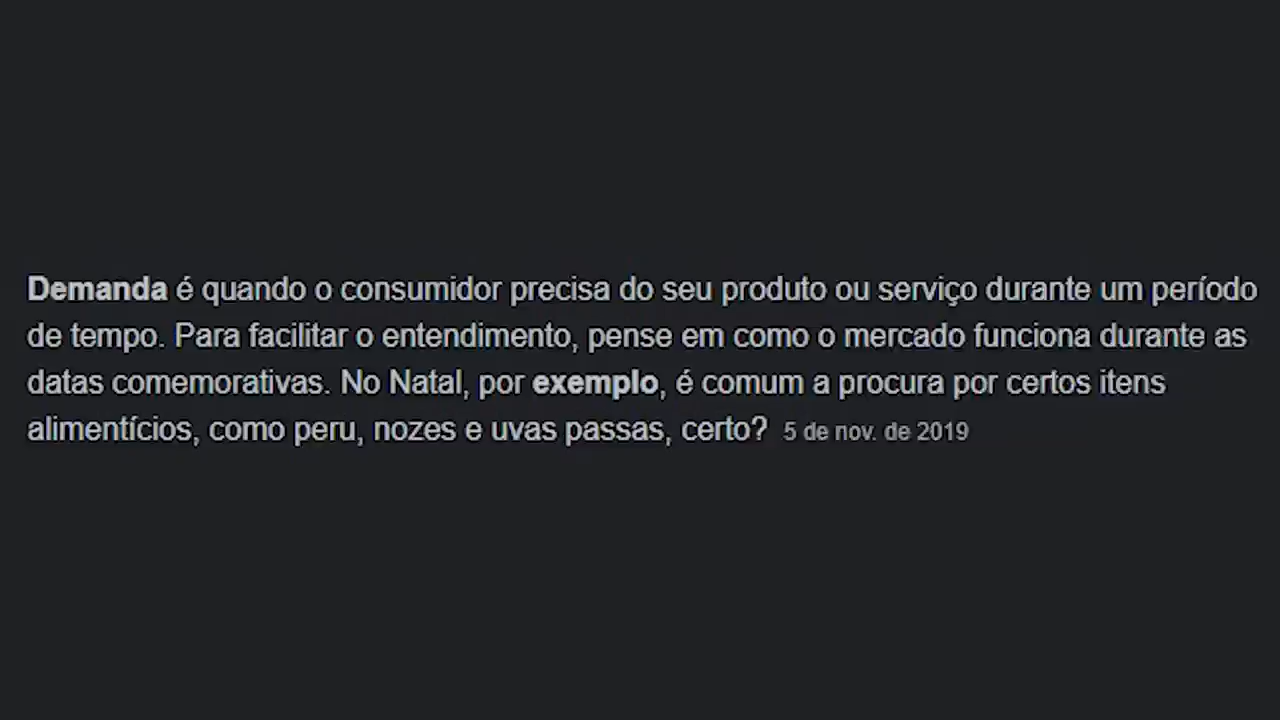 Demanda é quando o consumidor precisa do seu produto ou serviço durante um período
de tempo. Para facilitar o entendimento, pense em como o mercado funciona durante as
datas comemorativas. No Natal, por exemplo, é comum a procura por certos itens
alimentícios, como peru, nozes e uvas passas, certo? 5 de nov. de 2019